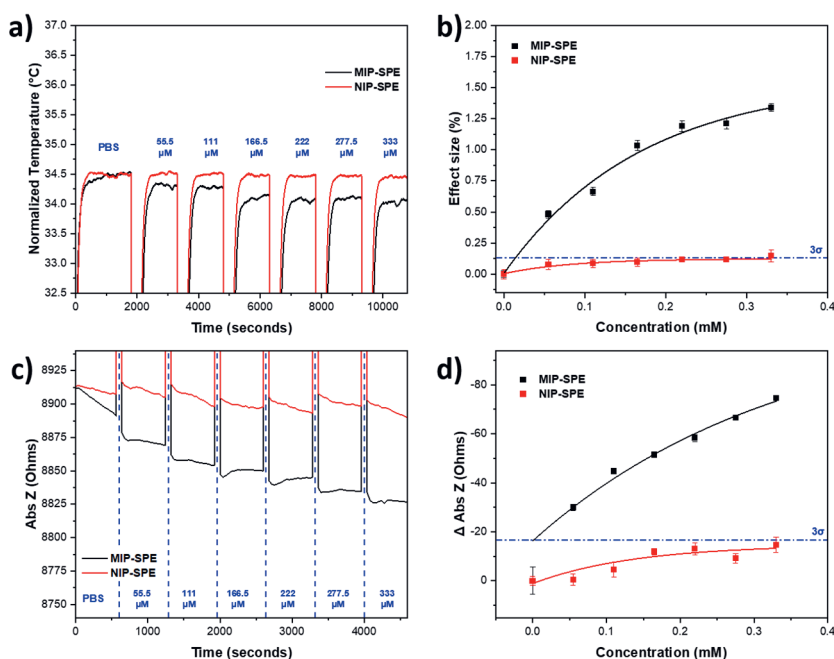 a)
37.0
36.5
36.0
35.5
35.0
34.5
34.0
33.5
33.0
32.5
Normalized Temperature (°C)
MIP-SPE
NIP-SPE
PBS
55.5 µM
111 µM
166.5 µM
222 µM
277.5 µM
333 µM
0 2000 4000 6000 8000 10000
Time (seconds)
b)
2.00
1.75
1.50
1.25
1.00
0.75
0.50
0.25
0.00
Effect size (%)
MIP-SPE
NIP-SPE
3σ
0.0 0.1 0.2 0.3 0.4
Concentration (mM)
c)
8925
8900
8875
8850
8825
8800
8775
8750
Abs Z (Ohms)
MIP-SPE
NIP-SPE
PBS
55.5 µM
111 µM
166.5 µM
222 µM
277.5 µM
333 µM
0 1000 2000 3000 4000
Time (seconds)
d)
-80
-60
-40
-20
0
Δ Abs Z (Ohms)
MIP-SPE
NIP-SPE
3σ
0.0 0.1 0.2 0.3 0.4
Concentration (mM)